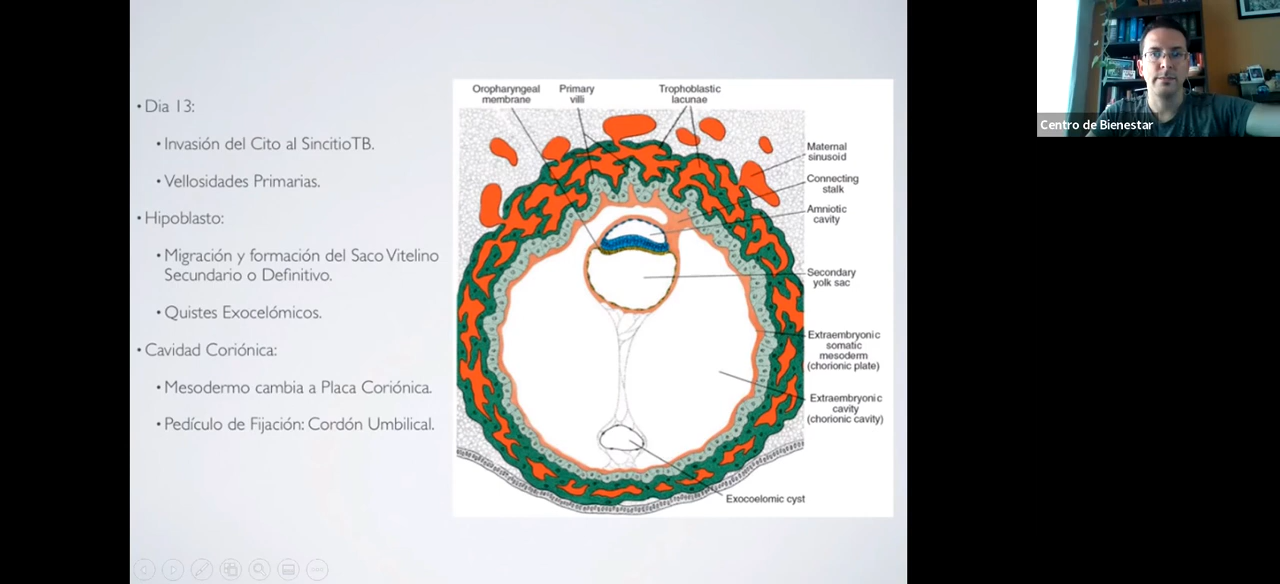 • Dia 13:
• Invasión del Cito al SincitioTB.
• Vellosidades Primarias.
• Hipoblasto:
• Migración y formación del Saco Vitelino
Secundario o Definitivo.
• Quistes Exocelómicos.
• Cavidad Coriónica:
• Mesodermo cambia a Placa Coriónica.
• Pedículo de Fijación: Cordón Umbilical.
Oropharyngeal
membrane
Primary
villi
Trophoblastic
lacunae
Maternal
sinusoid
Connecting
stalk
Amniotic
cavity
Secondary
yolk sac
Extraembryonic
somatic
mesoderm
(chorionic plate)
Extraembryonic
cavity
(chorionic cavity)
Exocoelomic cyst
Centro de Bienestar